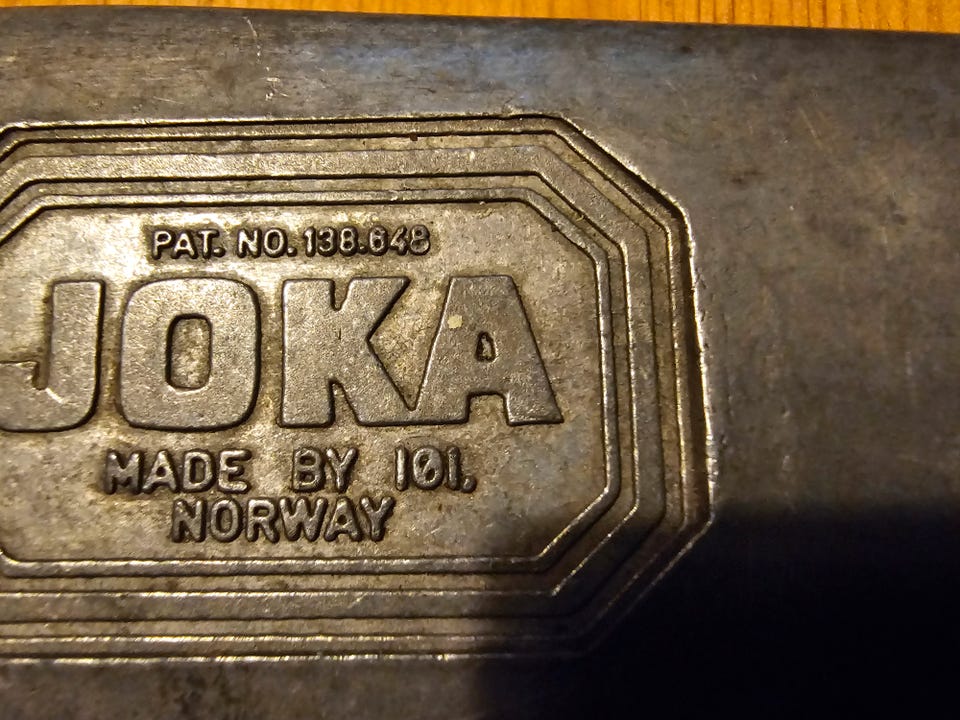 PAT. NO. 138.648
JOKA
MADE BY IØI.
NORWAY